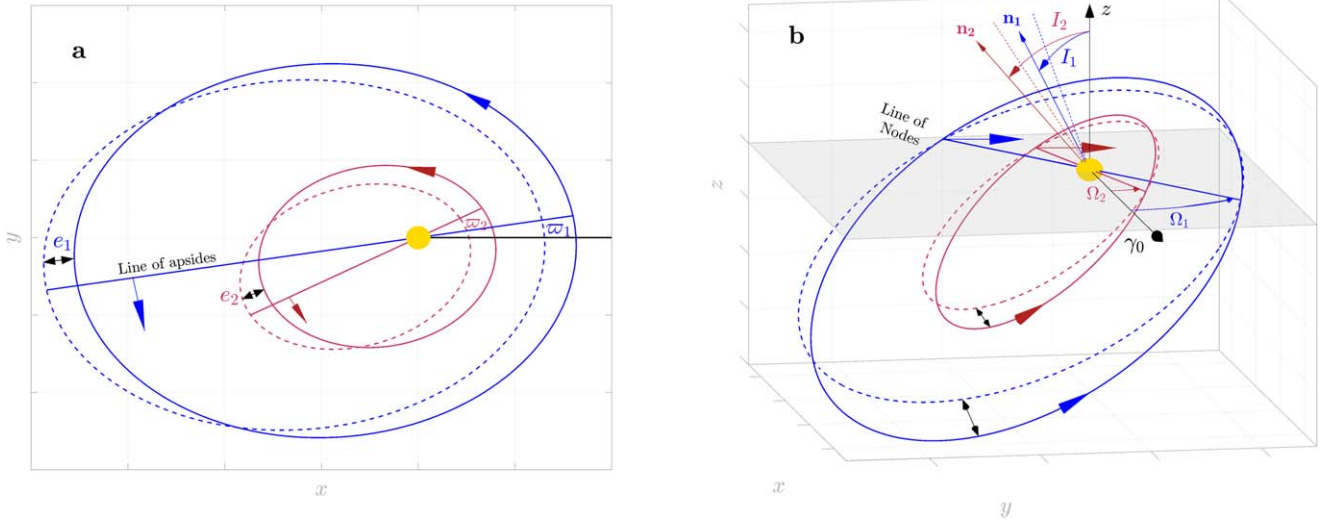 a
e₁
Line of apsides
e₂
ϖ₂
ϖ₁
y
x
b
z
n₂
n₁
I₂
I₁
Line of
Nodes
Ω₂
Ω₁
γ₀
z
x
y